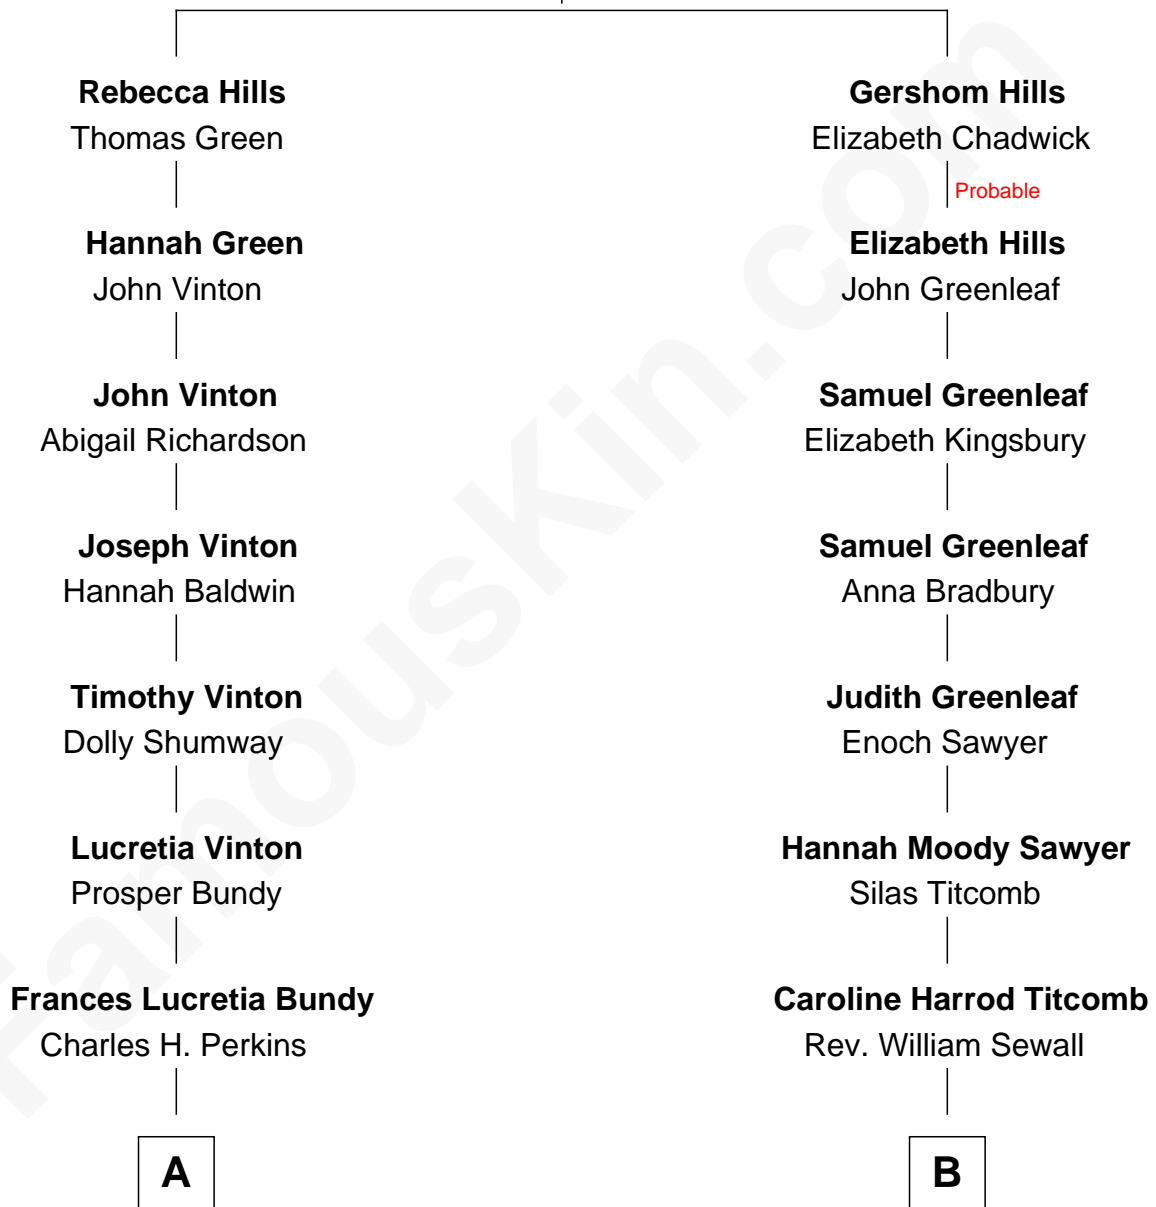 Rebecca Hills
Thomas Green
Hannah Green
John Vinton
John Vinton
Abigail Richardson
Joseph Vinton
Hannah Baldwin
Timothy Vinton
Dolly Shumway
Lucretia Vinton
Prosper Bundy
Frances Lucretia Bundy
Charles H. Perkins
A
Gershom Hills
Elizabeth Chadwick
Probable
Elizabeth Hills
John Greenleaf
Samuel Greenleaf
Elizabeth Kingsbury
Samuel Greenleaf
Anna Bradbury
Judith Greenleaf
Enoch Sawyer
Hannah Moody Sawyer
Silas Titcomb
Caroline Harrod Titcomb
Rev. William Sewall
B
FamousKin.com